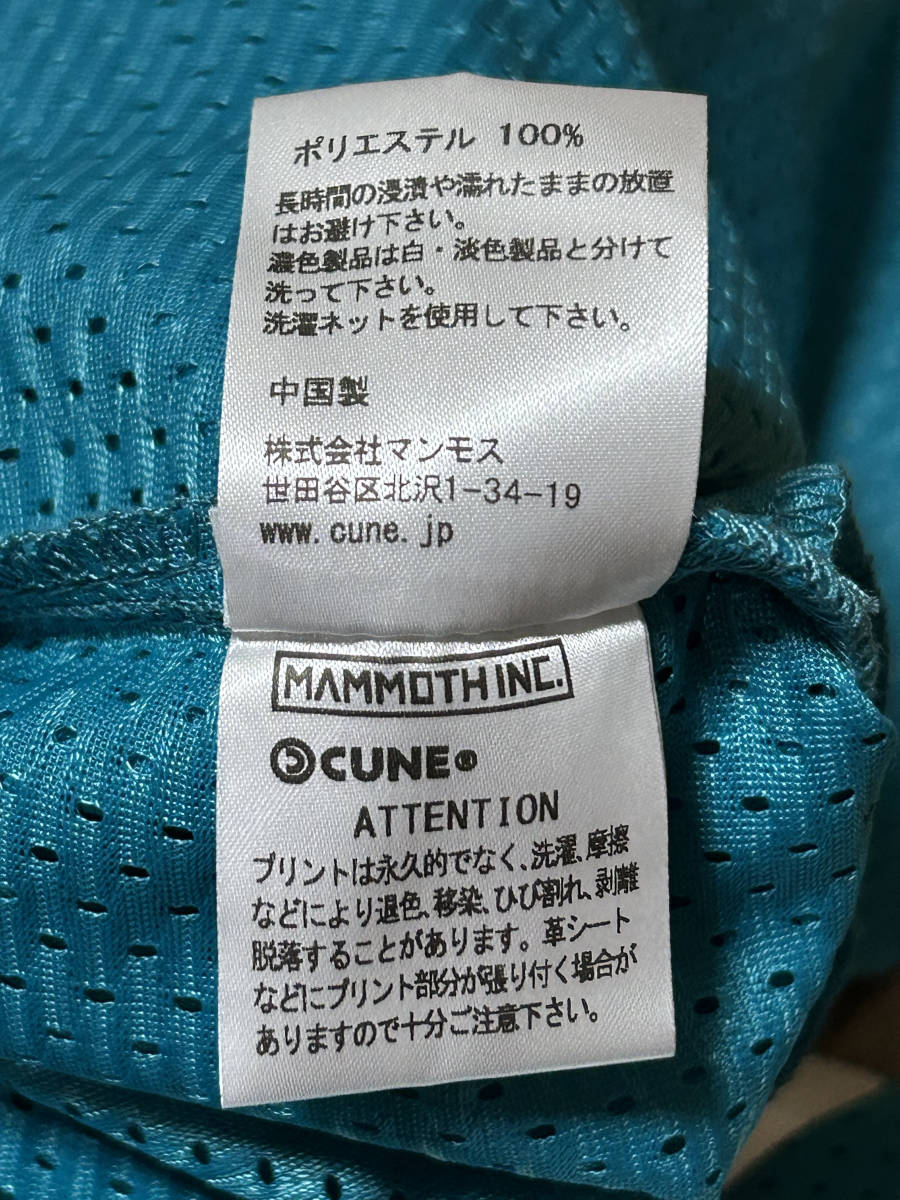 ポリエステル 100%
長時間の浸漬や濡れたままの放置
はお避け下さい。
濃色製品は白・淡色製品と分けて
洗って下さい。
洗濯ネットを使用して下さい。
中国製
株式会社マンモス
世田谷区北沢1-34-19
www.cune.jp
MAMMOTH INC.
CUNE®
ATTENTION
プリントは永久的でなく、洗濯、摩擦
などにより退色、移染、ひび割れ、剥離
脱落することがあります。革シート
などにプリント部分が張り付く場合が
ありますので十分ご注意下さい。